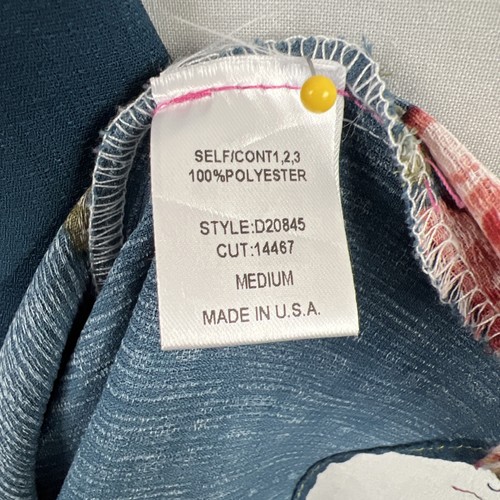 SELF/CONT1,2,3
100%POLYESTER
STYLE:D20845
CUT:14467
MEDIUM
MADE IN U.S.A.